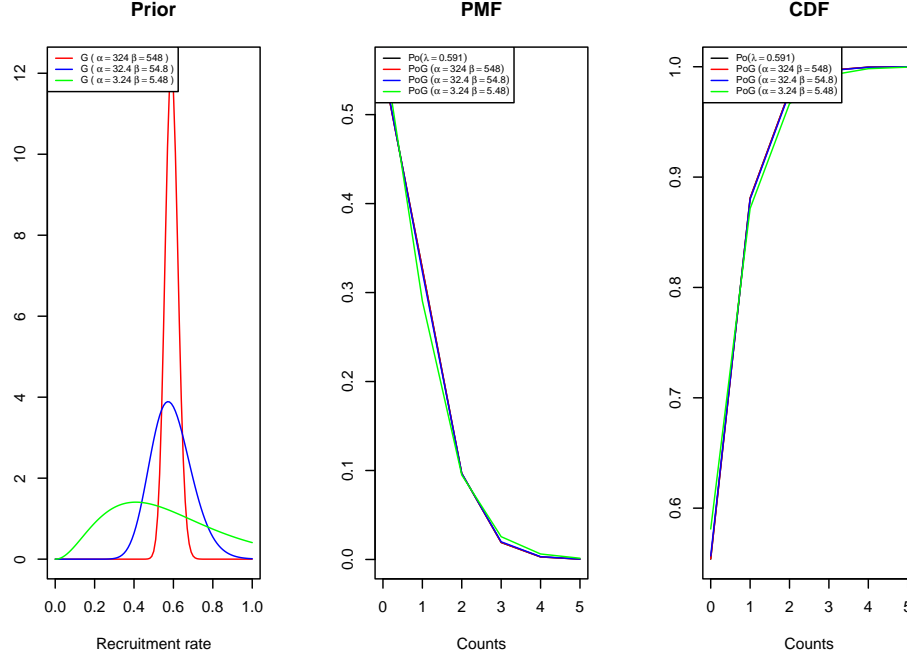 Prior
PMF
CDF
G ( α = 324 β = 548)
G ( α = 32.4 β = 54.8)
G ( α = 3.24 β = 5.48)
Po(λ = 0.591)
PoG ( α = 324 β = 548)
PoG ( α = 32.4 β = 54.8)
PoG ( α = 3.24 β = 5.48)
Po(λ = 0.591)
PoG ( α = 324 β = 548)
PoG ( α = 32.4 β = 54.8)
PoG ( α = 3.24 β = 5.48)
12
10
8
6
4
2
0
0.0 0.2 0.4 0.6 0.8 1.0
Recruitment rate
0.5
0.4
0.3
0.2
0.1
0.0
0 1 2 3 4 5
Counts
1.0
0.9
0.8
0.7
0.6
0 1 2 3 4 5
Counts